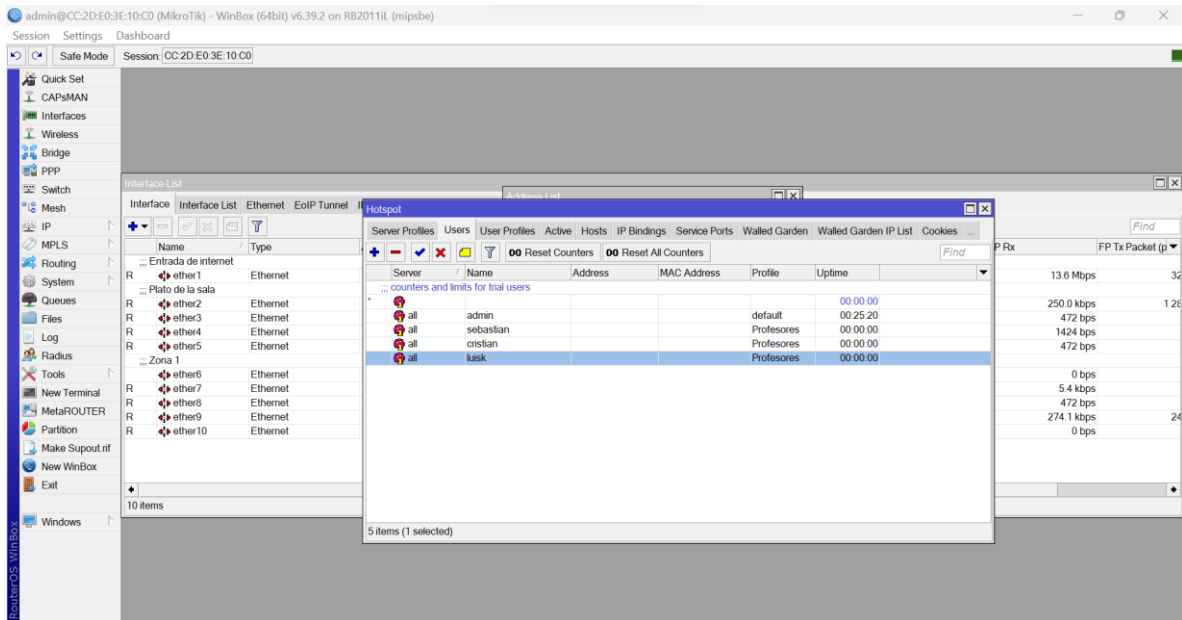 admin@CC:2D:E0:3E:10:C0 (MikroTik) - WinBox (64bit) v6.39.2 on RB2011iL (mipsbe)
Session Settings Dashboard
Safe Mode Session: CC:2D:E0:3E:10:C0
Quick Set
CAPsMAN
Interfaces
Wireless
Bridge
PPP
Switch
Mesh
IP
MPLS
Routing
System
Queues
Files
Log
Radius
Tools
New Terminal
MetaROUTER
Partition
Make Supout.rif
New WinBox
Exit
Windows
RouterOS WinBox
Interface List
Interface Interface List Ethernet EoIP Tunnel
Find
Name Type
;;; Entrada de internet
R ether1 Ethernet
;;; Plato de la sala
R ether2 Ethernet
R ether3 Ethernet
R ether4 Ethernet
R ether5 Ethernet
;;; Zona 1
ether6 Ethernet
R ether7 Ethernet
R ether8 Ethernet
R ether9 Ethernet
R ether10 Ethernet
10 items
Address List
Hotspot
Server Profiles Users User Profiles Active Hosts IP Bindings Service Ports Walled Garden Walled Garden IP List Cookies ...
00 Reset Counters 00 Reset All Counters Find
Server Name Address MAC Address Profile Uptime
;;; counters and limits for trial users
* 00:00:00
all admin default 00:25:20
all sebastian Profesores 00:00:00
all cristian Profesores 00:00:00
all luisk Profesores 00:00:00
5 items (1 selected)
Rx FP Tx Packet (p
13.6 Mbps 32
250.0 kbps 1 28
472 bps
1424 bps
472 bps
0 bps
5.4 kbps
472 bps
274.1 kbps 24
0 bps